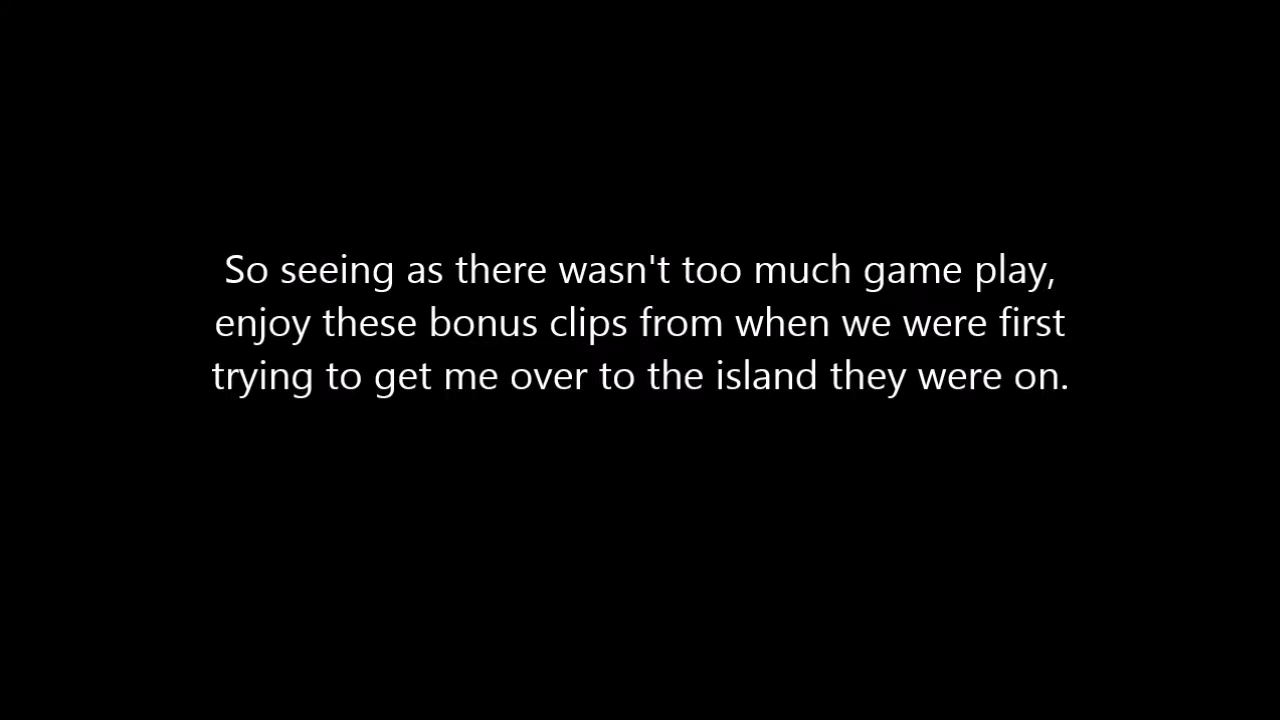 So seeing as there wasn't too much game play,
enjoy these bonus clips from when we were first
trying to get me over to the island they were on.